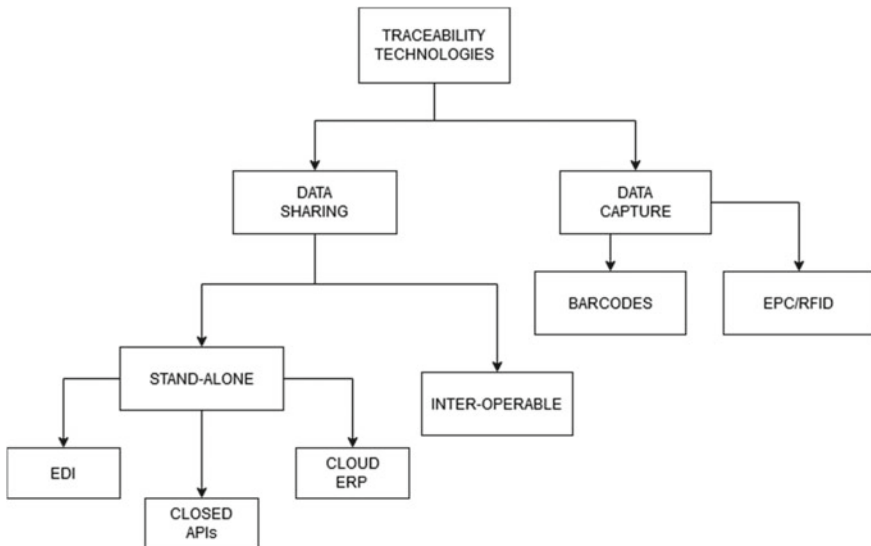 TRACEABILITY
TECHNOLOGIES
DATA
SHARING
DATA
CAPTURE
BARCODES
EPC/RFID
STAND-ALONE
INTER-OPERABLE
EDI
CLOUD
ERP
CLOSED
APIs